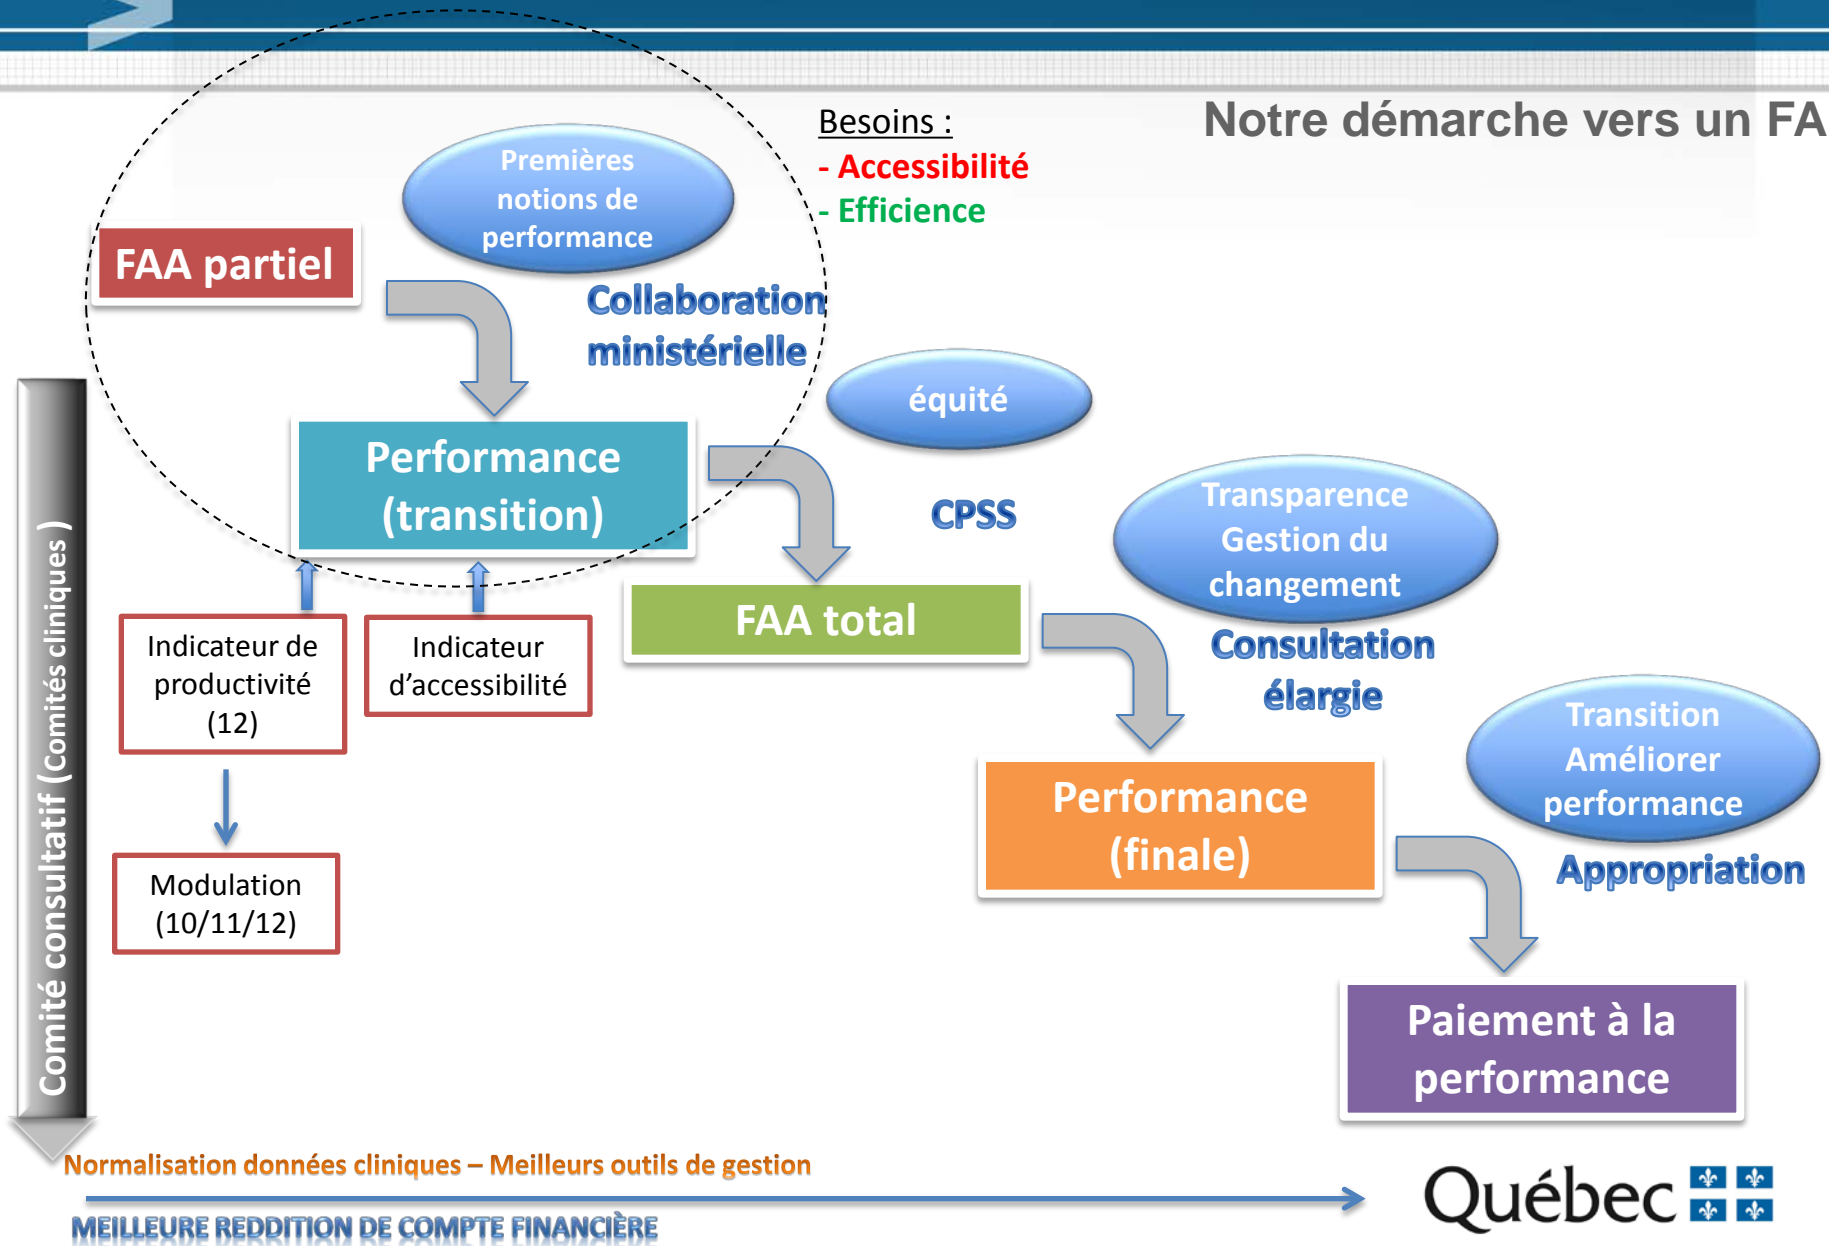 Notre démarche vers un FA
Besoins :
- Accessibilité
- Efficience
Premières
notions de
performance
FAA partiel
Collaboration
ministérielle
équité
Performance
(transition)
CPSS
Transparence
Gestion du
changement
FAA total
Consultation
élargie
Indicateur de
productivité
(12)
Indicateur
d'accessibilité
Transition
Améliorer
performance
Performance
(finale)
Appropriation
Modulation
(10/11/12)
Paiement à la
performance
Comité consultatif (Comités cliniques )
Normalisation données cliniques – Meilleurs outils de gestion
MEILLEURE REDDITION DE COMPTE FINANCIÈRE
Québec